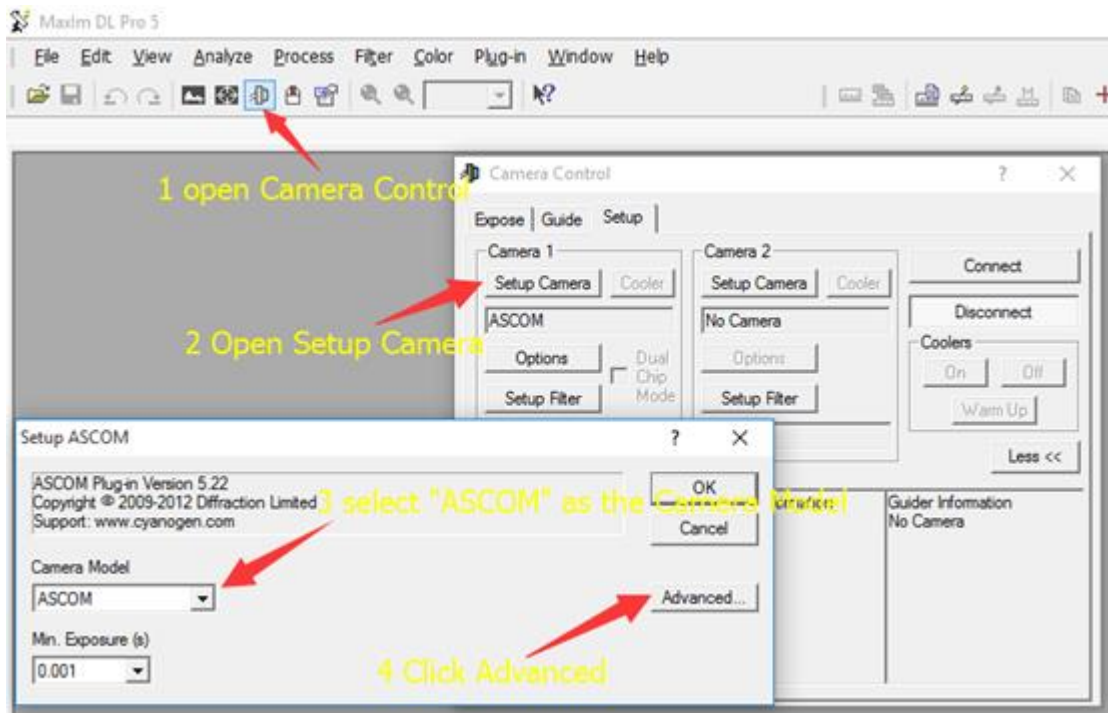 MaxIm DL Pro 5
File Edit View Analyze Process Filter Color Plug-in Window Help
1 open Camera Control
Camera Control ? ×
Expose Guide Setup
Camera 1
Setup Camera Cooler
ASCOM
Options
Dual Chip Mode
Setup Filter
Camera 2
Setup Camera Cooler
No Camera
Options
Setup Filter
Connect
Disconnect
Coolers
On Off
Warm Up
Less <<
2 Open Setup Camera
Guider Information
No Camera
Setup ASCOM ? ×
ASCOM Plug-in Version 5.22
Copyright © 2009-2012 Diffraction Limited
Support: www.cyanogen.com
3 select "ASCOM" as the Camera Model
OK
Cancel
Camera Model
ASCOM
Advanced...
Min. Exposure (s)
0.001
4 Click Advanced